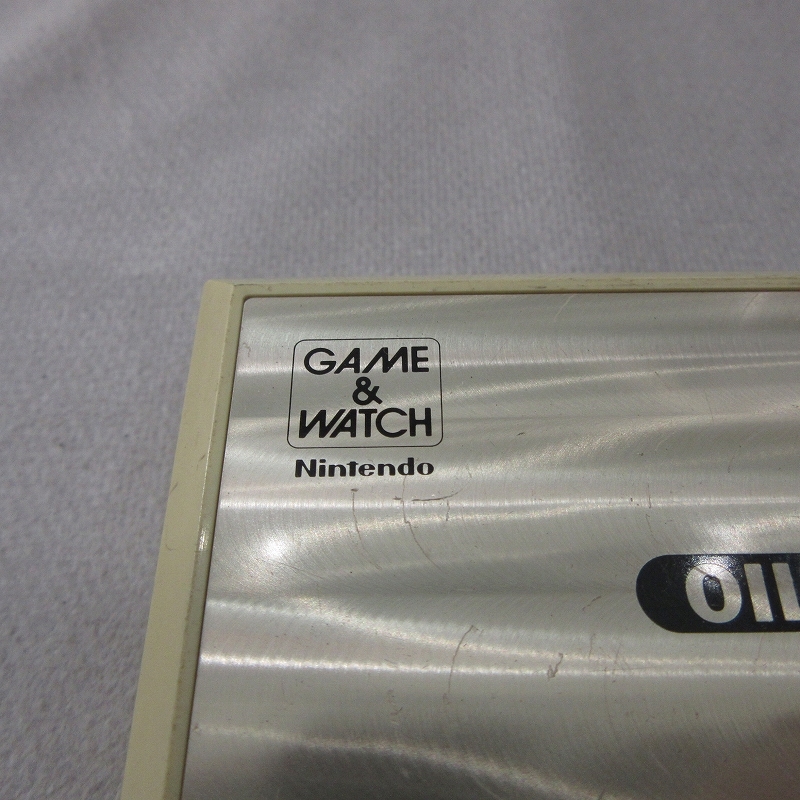 GAME
&
WATCH
Nintendo
OIL